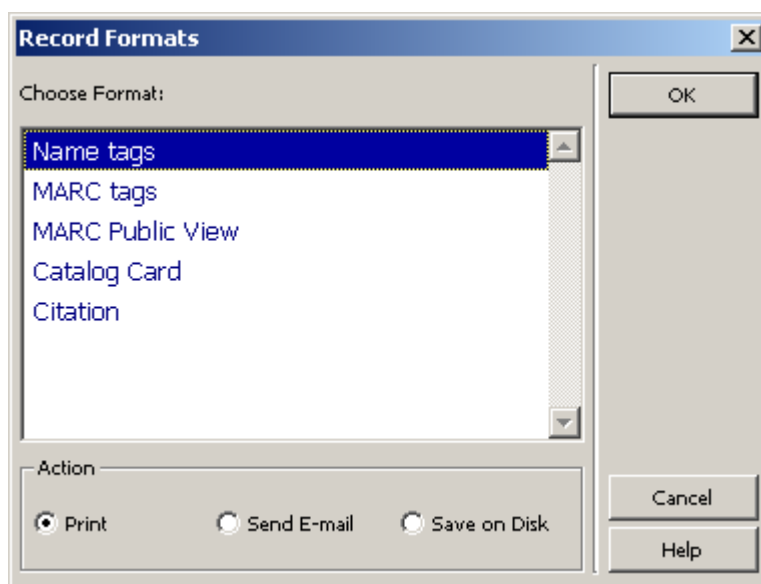 Record Formats
Choose Format:
OK
Name tags
MARC tags
MARC Public View
Catalog Card
Citation
Action
Print
Send E-mail
Save on Disk
Cancel
Help